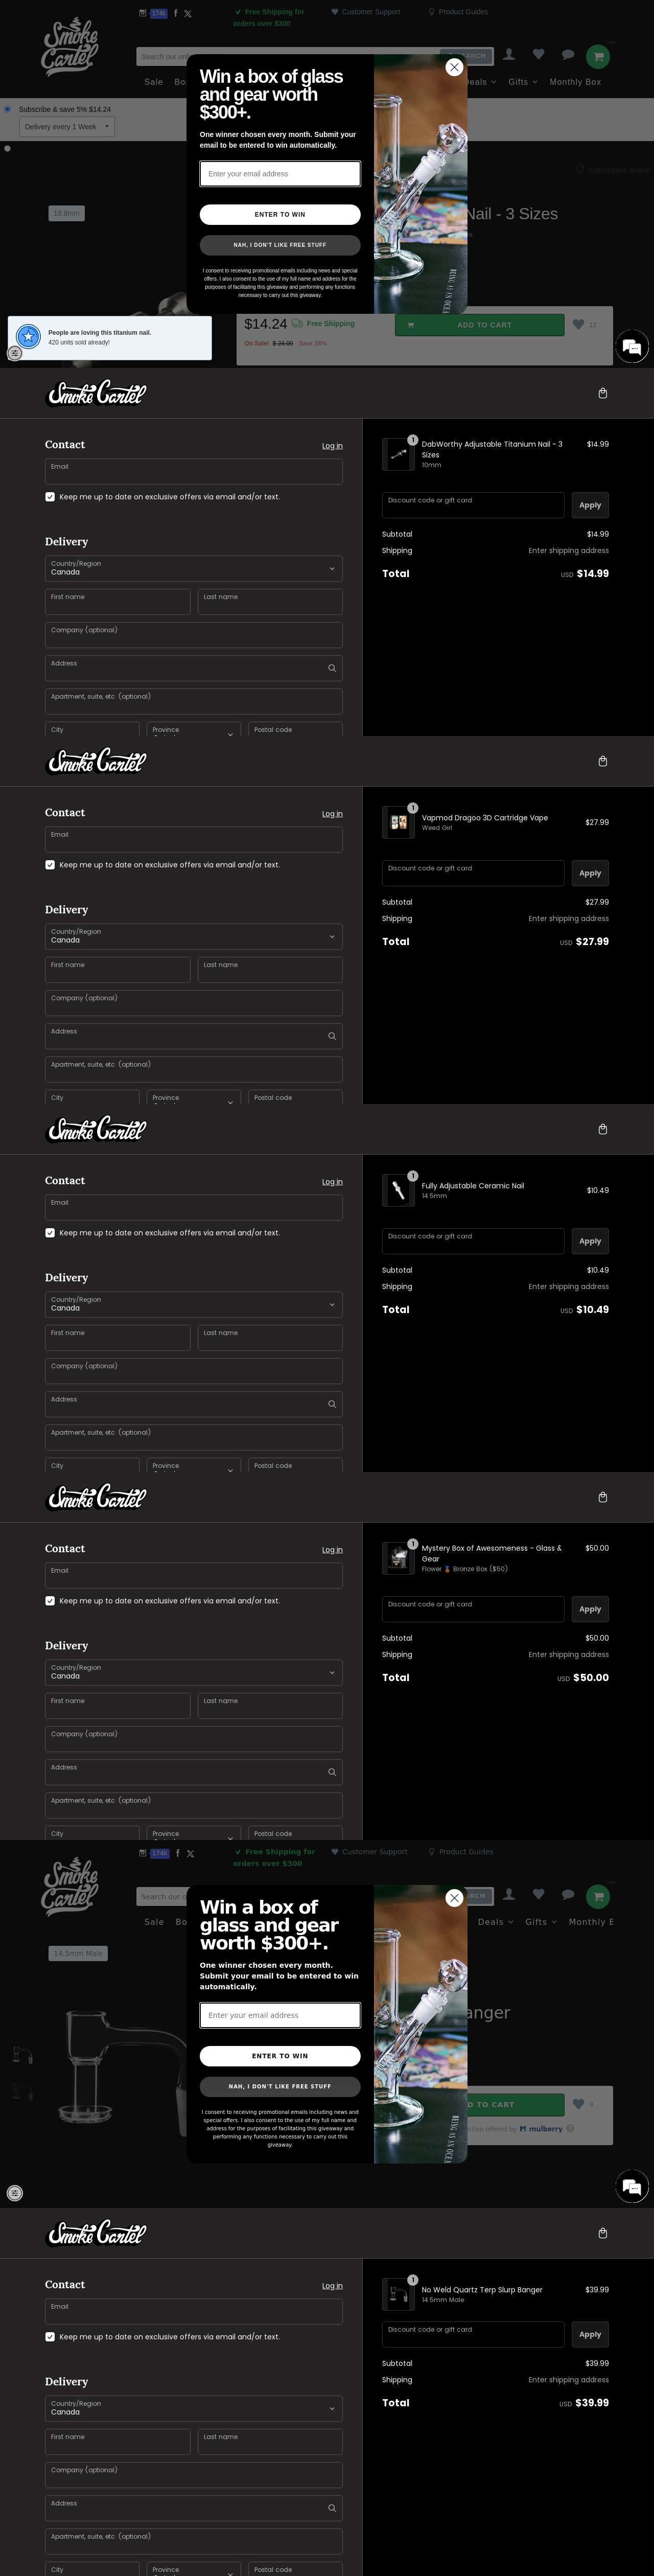 Smoke Cartel
174k
Free Shipping for
orders over $300
Customer Support
Product Guides
Search our on
Sale
Deals
Gifts
Monthly Box
Subscribe & save 5% $14.24
Delivery every 1 Week
Win a box of glass
and gear worth
$300+.
One winner chosen every month. Submit your
email to be entered to win automatically.
Enter your email address
ENTER TO WIN
NAH, I DON'T LIKE FREE STUFF
I consent to receiving promotional emails including news and special
offers. I also consent to the use of my full name and address for the
purposes of facilitating this giveaway and performing any functions
necessary to carry out this giveaway.
BEING AS AN OCEAN
Subscription details
Nail - 3 Sizes
$14.24
Free Shipping
ADD TO CART
12
On Sale! $ 24.00 Save 38%
People are loving this titanium nail.
420 units sold already!
Smoke Cartel
Contact
Log in
Email
Keep me up to date on exclusive offers via email and/or text.
Delivery
Country/Region
Canada
First name
Last name
Company (optional)
Address
Apartment, suite, etc. (optional)
City
Province
Postal code
1
DabWorthy Adjustable Titanium Nail - 3
Sizes
10mm
$14.99
Discount code or gift card
Apply
Subtotal
$14.99
Shipping
Enter shipping address
Total
USD $14.99
Smoke Cartel
Contact
Log in
Email
Keep me up to date on exclusive offers via email and/or text.
Delivery
Country/Region
Canada
First name
Last name
Company (optional)
Address
Apartment, suite, etc. (optional)
City
Province
Postal code
1
Vapmod Dragoo 3D Cartridge Vape
Weed Girl
$27.99
Discount code or gift card
Apply
Subtotal
$27.99
Shipping
Enter shipping address
Total
USD $27.99
Smoke Cartel
Contact
Log in
Email
Keep me up to date on exclusive offers via email and/or text.
Delivery
Country/Region
Canada
First name
Last name
Company (optional)
Address
Apartment, suite, etc. (optional)
City
Province
Postal code
1
Fully Adjustable Ceramic Nail
14.5mm
$10.49
Discount code or gift card
Apply
Subtotal
$10.49
Shipping
Enter shipping address
Total
USD $10.49
Smoke Cartel
Contact
Log in
Email
Keep me up to date on exclusive offers via email and/or text.
Delivery
Country/Region
Canada
First name
Last name
Company (optional)
Address
Apartment, suite, etc. (optional)
City
Province
Postal code
1
Mystery Box of Awesomeness - Glass &
Gear
Flower 🥉 Bronze Box ($50)
$50.00
Discount code or gift card
Apply
Subtotal
$50.00
Shipping
Enter shipping address
Total
USD $50.00
Smoke Cartel
174k
Free Shipping for
orders over $300
Customer Support
Product Guides
Search our o
Sale
Deals
Gifts
Monthly B
14.5mm Male
Win a box of
glass and gear
worth $300+.
One winner chosen every month.
Submit your email to be entered to win
automatically.
Enter your email address
ENTER TO WIN
NAH, I DON'T LIKE FREE STUFF
I consent to receiving promotional emails including news and
special offers. I also consent to the use of my full name and
address for the purposes of facilitating this giveaway and
performing any functions necessary to carry out this
giveaway.
BEING AS AN OCEAN
anger
D TO CART
9
ction offered by mulberry
Smoke Cartel
Contact
Log in
Email
Keep me up to date on exclusive offers via email and/or text.
Delivery
Country/Region
Canada
First name
Last name
Company (optional)
Address
Apartment, suite, etc. (optional)
City
Province
Postal code
1
No Weld Quartz Terp Slurp Banger
14.5mm Male
$39.99
Discount code or gift card
Apply
Subtotal
$39.99
Shipping
Enter shipping address
Total
USD $39.99